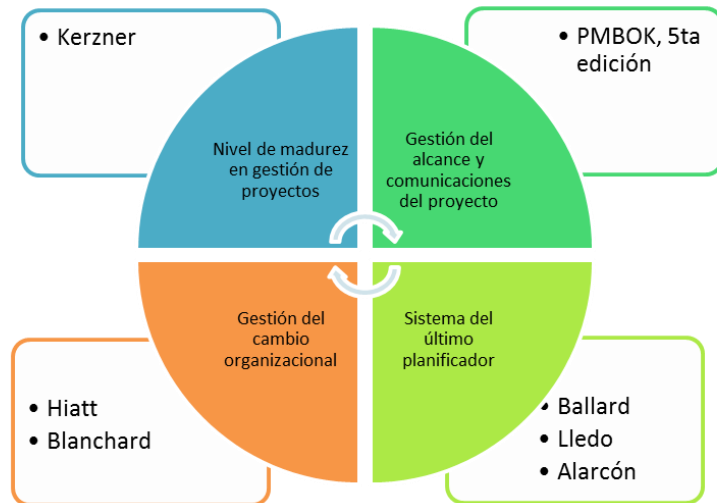 • Kerzner
• PMBOK, 5ta
edición
Nivel de madurez
en gestión de
proyectos
Gestión del
alcance y
comunicaciones
del proyecto
Gestión del
cambio
organizacional
Sistema del
último
planificador
• Hiatt
• Blanchard
• Ballard
• Lledo
• Alarcón